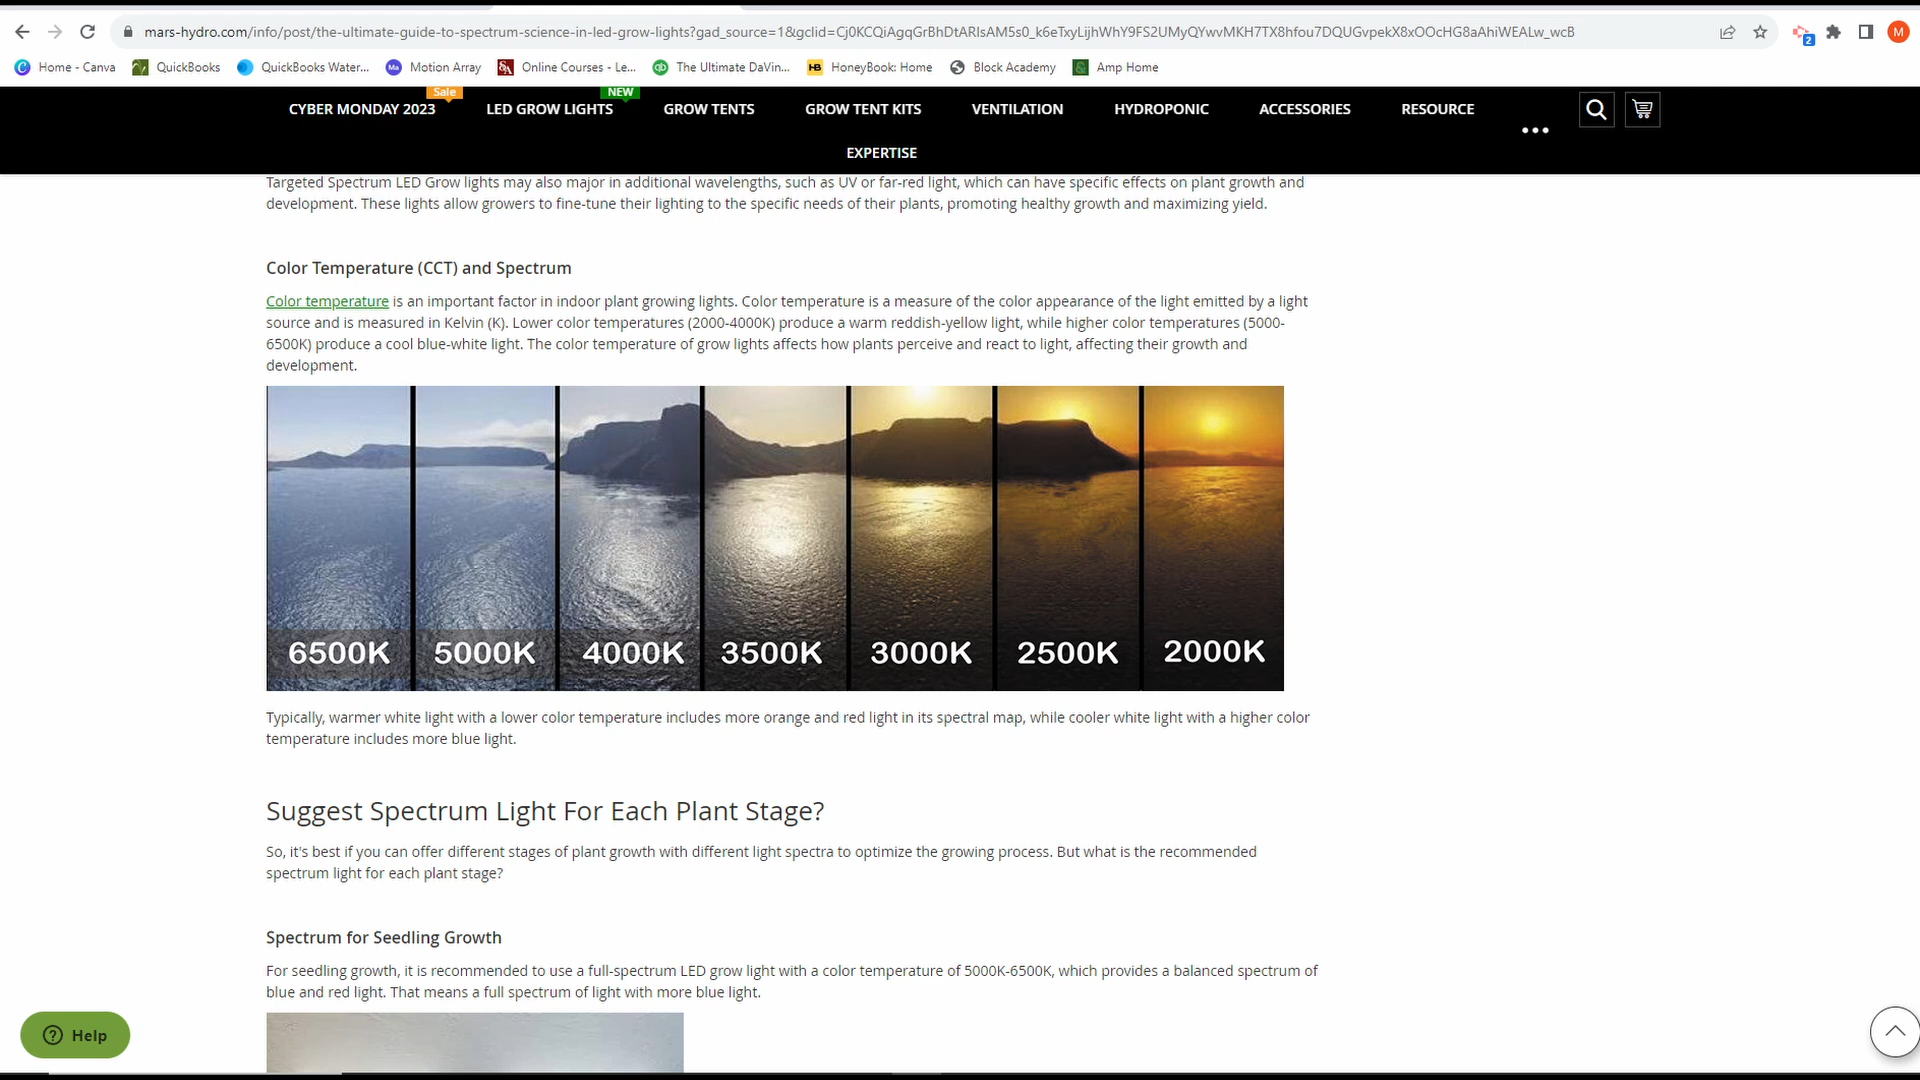 mars-hydro.com/info/post/the-ultimate-guide-to-spectrum-science-in-led-grow-lights?gad_source=1&gclid=Cj0KCQiAgqGrBhDtARIsAM5s0_k6eTxyLijhWhY9FS2UMyQYwvMKH7TX8hfou7DQUGvpekX8xOOcHG8aAhiWEALw_wcB
2
M
Home - Canva QuickBooks QuickBooks Water... Motion Array Online Courses - Le... The Ultimate DaVin... HoneyBook: Home Block Academy Amp Home
Sale NEW
CYBER MONDAY 2023 LED GROW LIGHTS GROW TENTS GROW TENT KITS VENTILATION HYDROPONIC ACCESSORIES RESOURCE
EXPERTISE
Targeted Spectrum LED Grow lights may also major in additional wavelengths, such as UV or far-red light, which can have specific effects on plant growth and
development. These lights allow growers to fine-tune their lighting to the specific needs of their plants, promoting healthy growth and maximizing yield.
Color Temperature (CCT) and Spectrum
Color temperature is an important factor in indoor plant growing lights. Color temperature is a measure of the color appearance of the light emitted by a light
source and is measured in Kelvin (K). Lower color temperatures (2000-4000K) produce a warm reddish-yellow light, while higher color temperatures (5000-
6500K) produce a cool blue-white light. The color temperature of grow lights affects how plants perceive and react to light, affecting their growth and
development.
6500K 5000K 4000K 3500K 3000K 2500K 2000K
Typically, warmer white light with a lower color temperature includes more orange and red light in its spectral map, while cooler white light with a higher color
temperature includes more blue light.
Suggest Spectrum Light For Each Plant Stage?
So, it's best if you can offer different stages of plant growth with different light spectra to optimize the growing process. But what is the recommended
spectrum light for each plant stage?
Spectrum for Seedling Growth
For seedling growth, it is recommended to use a full-spectrum LED grow light with a color temperature of 5000K-6500K, which provides a balanced spectrum of
blue and red light. That means a full spectrum of light with more blue light.
Help